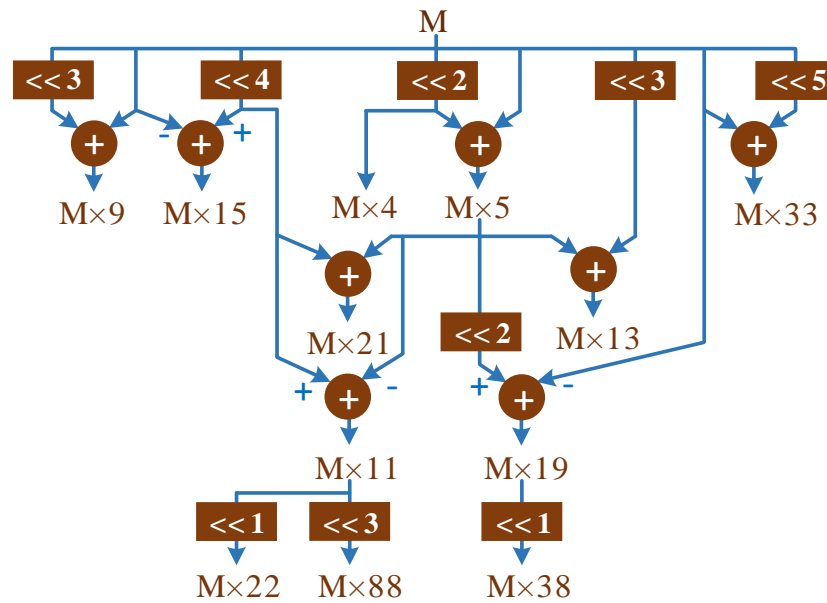 M
<<3 <<4 <<2 <<3 <<5
- +
+ + + +
M×9 M×15 M×4 M×5 M×33
+ +
<<2
M×21 M×13
+ - + -
+ +
M×11 M×19
<<1 <<3 <<1
M×22 M×88 M×38